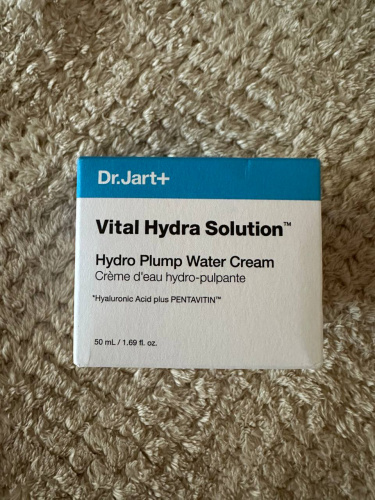 Dr.Jart+
Vital Hydra Solution™
Hydro Plump Water Cream
Crème d'eau hydro-pulpante
*Hyaluronic Acid plus PENTAVITIN™
50 mL / 1.69 fl. oz.